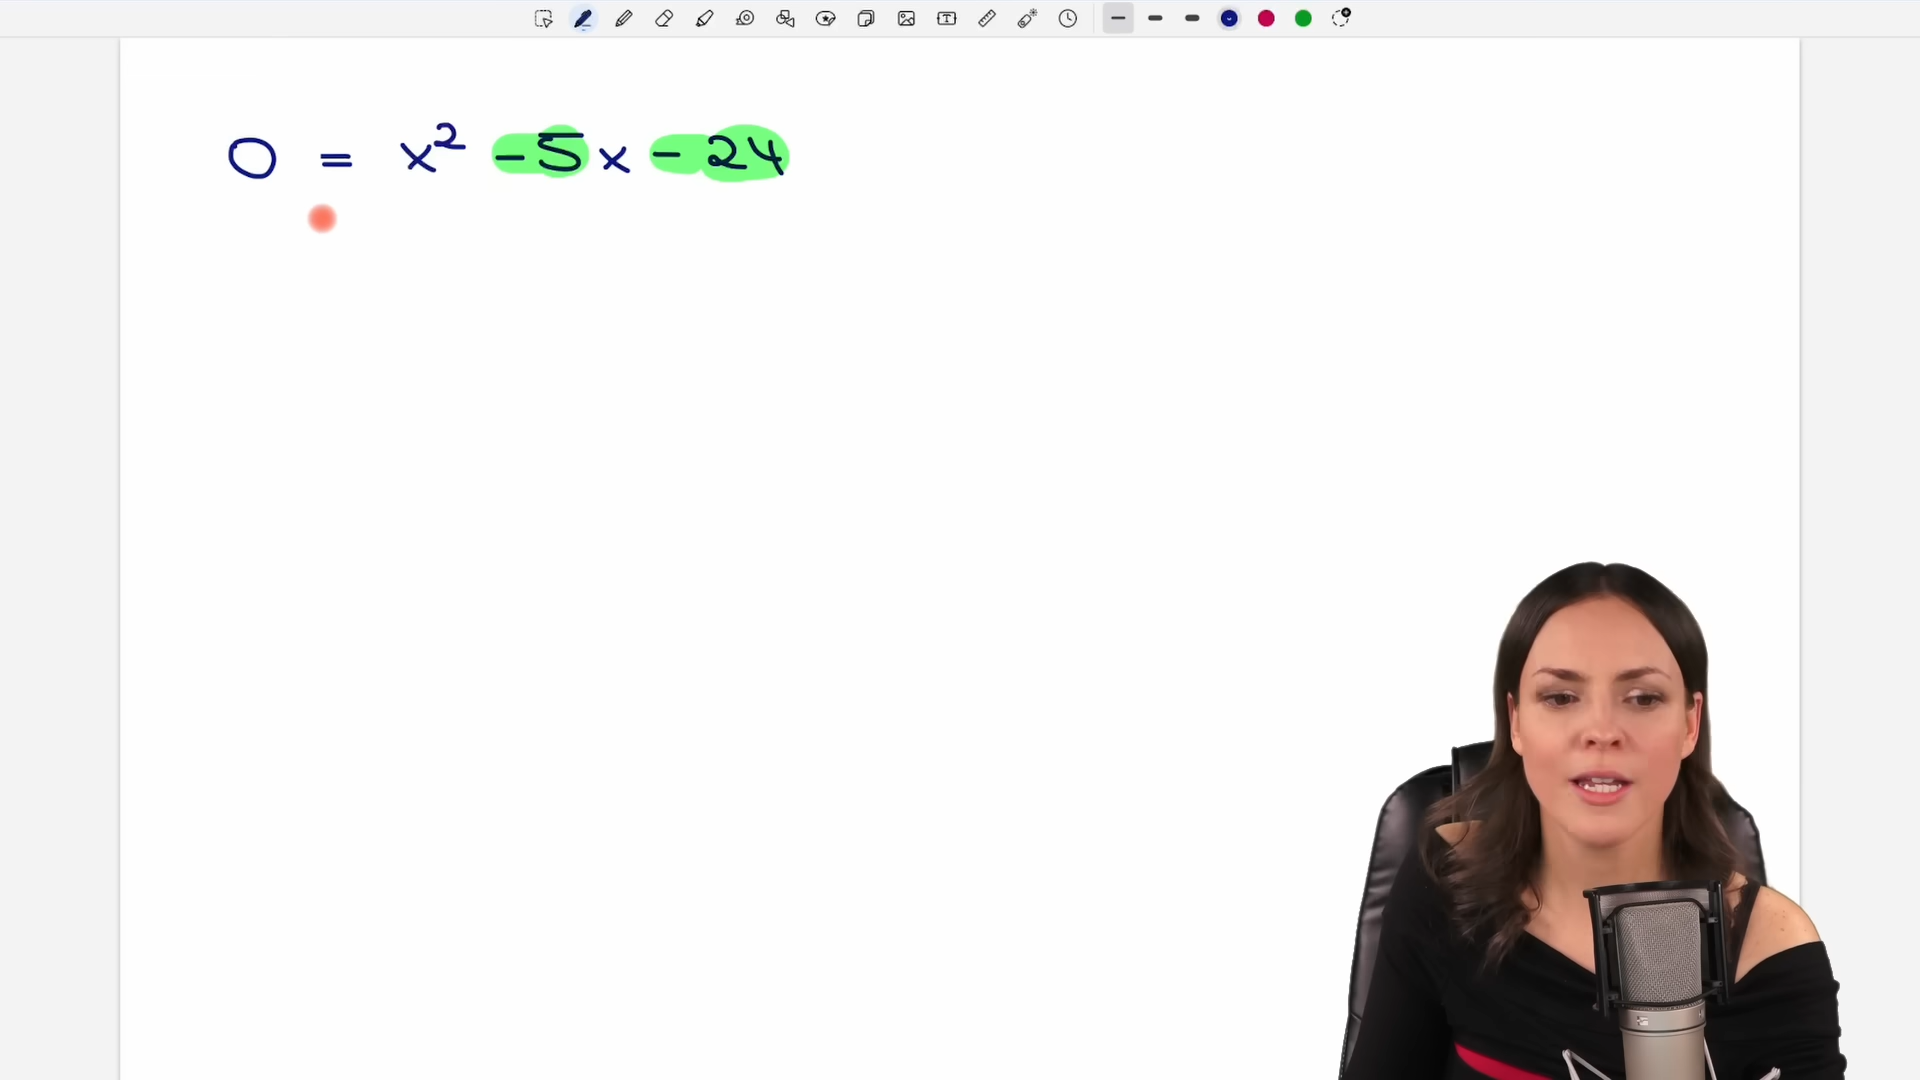 0 = x² -5x - 24